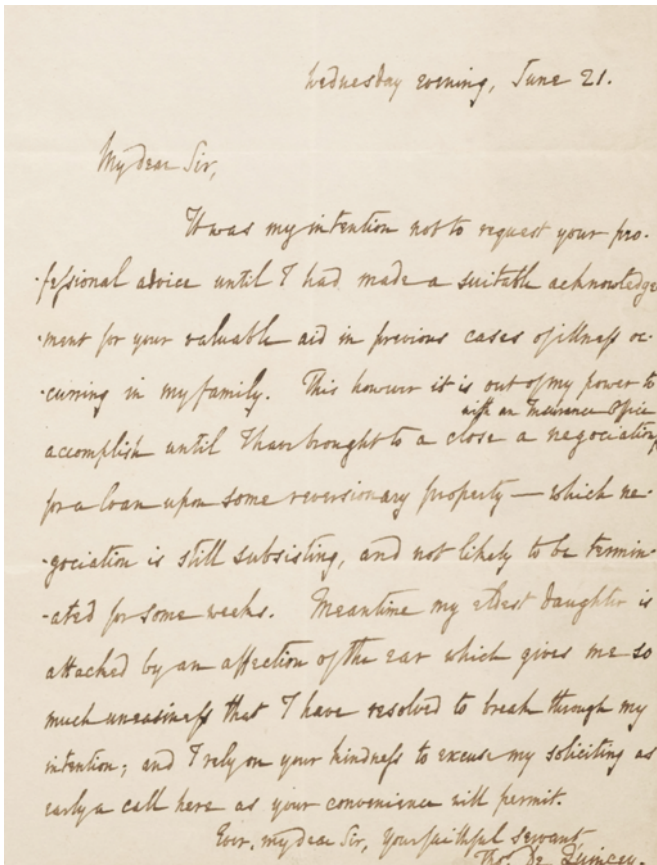 Wednesday evening, June 21.
My dear Sir,
It was my intention not to request your pro-
-fessional advice until I had made a suitable acknowledge
-ment for your valuable aid in previous cases of illness oc-
-curring in my family. This however it is out of my power to
with an Insurance Office
accomplish until I have brought to a close a negociation,
for a loan upon some reversionary property — which ne-
-gociation is still subsisting, and not likely to be termin-
-ated for some weeks. Meantime my eldest daughter is
attacked by an affection of the ear which gives me so
much uneasiness that I have resolved to break through my
intention; and I rely on your kindness to excuse my soliciting as
early a call here as your convenience will permit.
Ever, my dear Sir, your faithful servant,
Thos. De Quincey.